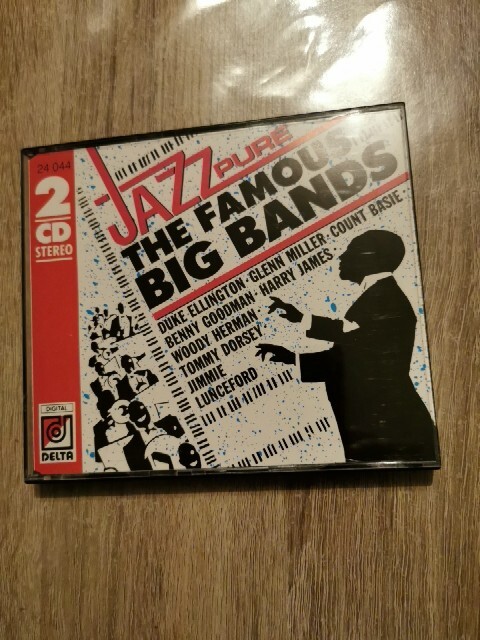 24 044
2
CD
STEREO
JAZZ PURE
THE FAMOUS
BIG BANDS
DUKE ELLINGTON · GLENN MILLER · COUNT BASIE ·
BENNY GOODMAN · HARRY JAMES
WOODY HERMAN
TOMMY DORSEY
JIMMIE
LUNCEFORD
DIGITAL
DELTA